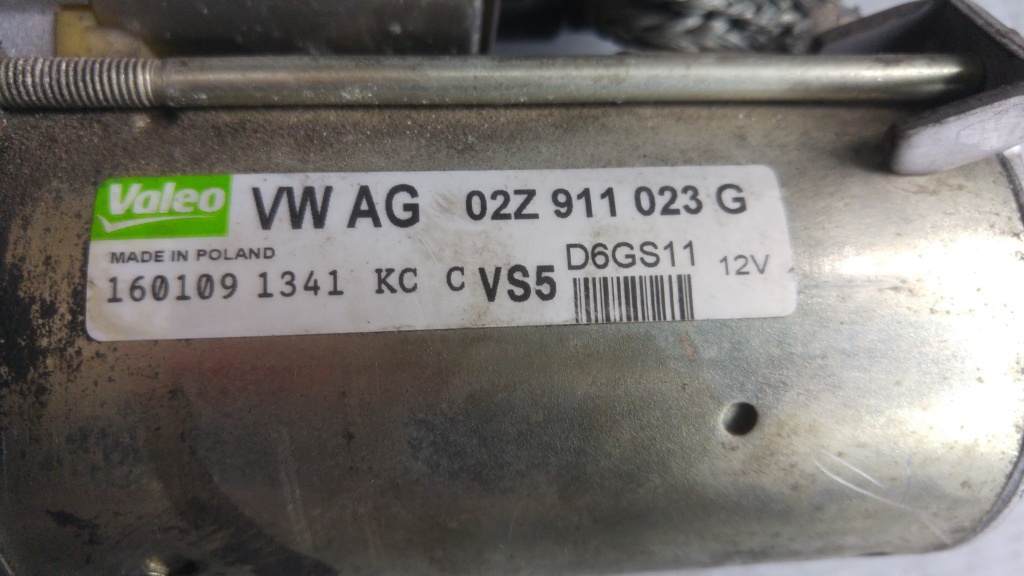 Valeo VW AG 02Z 911 023 G
MADE IN POLAND D6GS11 12V
160109 1341 KC C VS5